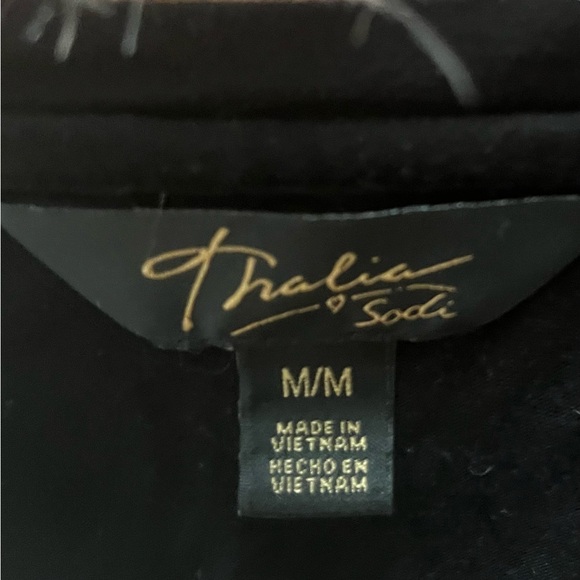 Thalia
Sodi
M/M
MADE IN
VIETNAM
HECHO EN
VIETNAM